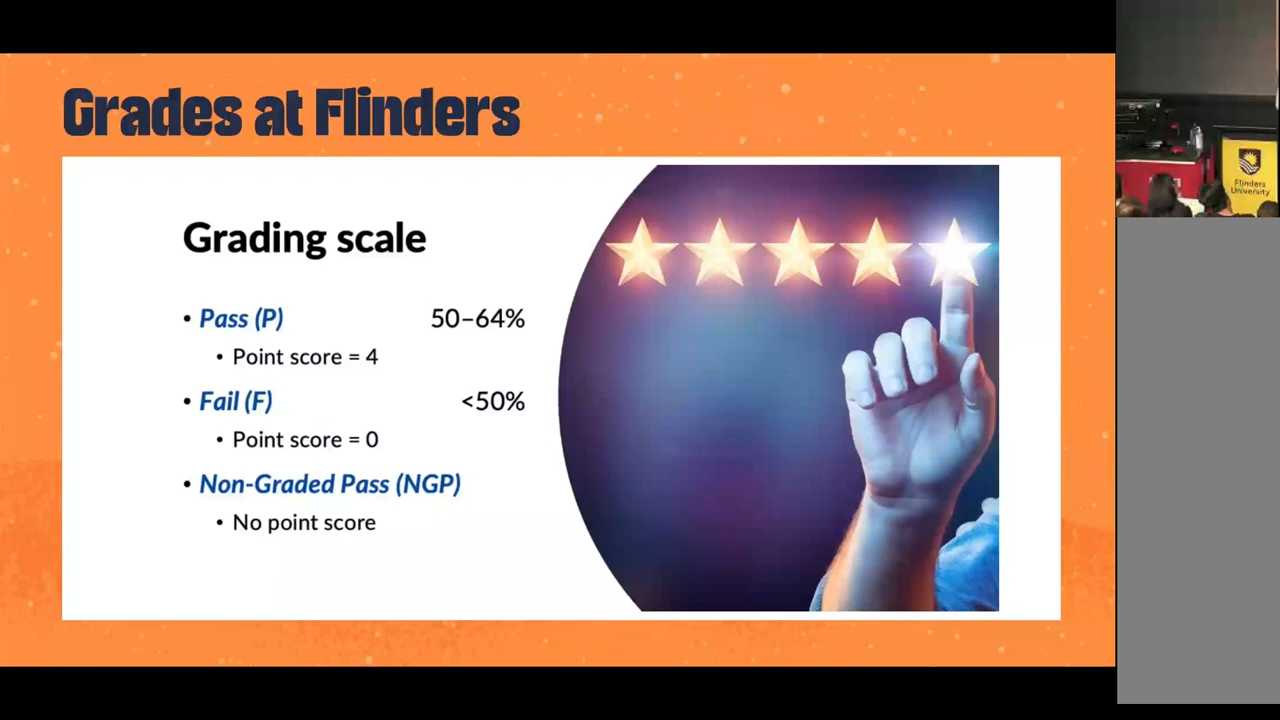 Grades at Flinders
Grading scale
• Pass (P) 50–64%
• Point score = 4
• Fail (F) <50%
• Point score = 0
• Non-Graded Pass (NGP)
• No point score
Flinders
University